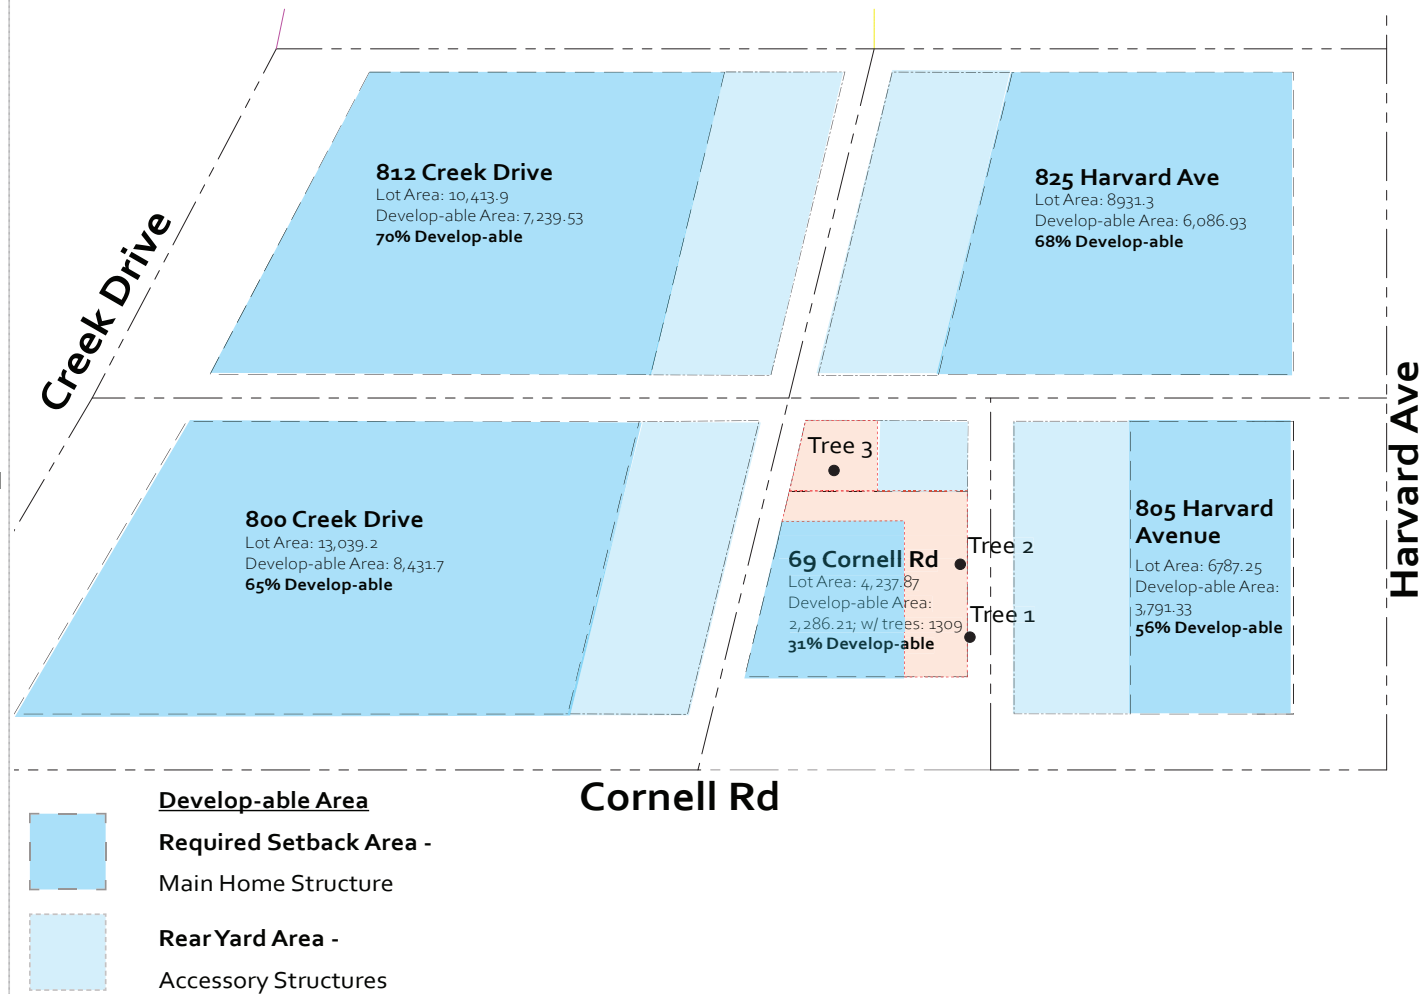 812 Creek Drive
Lot Area: 10,413.9
Develop-able Area: 7,239.53
70% Develop-able
825 Harvard Ave
Lot Area: 8931.3
Develop-able Area: 6,086.93
68% Develop-able
Creek Drive
Harvard Ave
Tree 3
800 Creek Drive
Lot Area: 13,039.2
Develop-able Area: 8,431.7
65% Develop-able
69 Cornell Rd
Lot Area: 4,237.87
Develop-able Area:
2,286.21; w/ trees: 1309
31% Develop-able
Tree 2
Tree 1
805 Harvard
Avenue
Lot Area: 6787.25
Develop-able Area:
3,791.33
56% Develop-able
Cornell Rd
Develop-able Area
Required Setback Area -
Main Home Structure
Rear Yard Area -
Accessory Structures